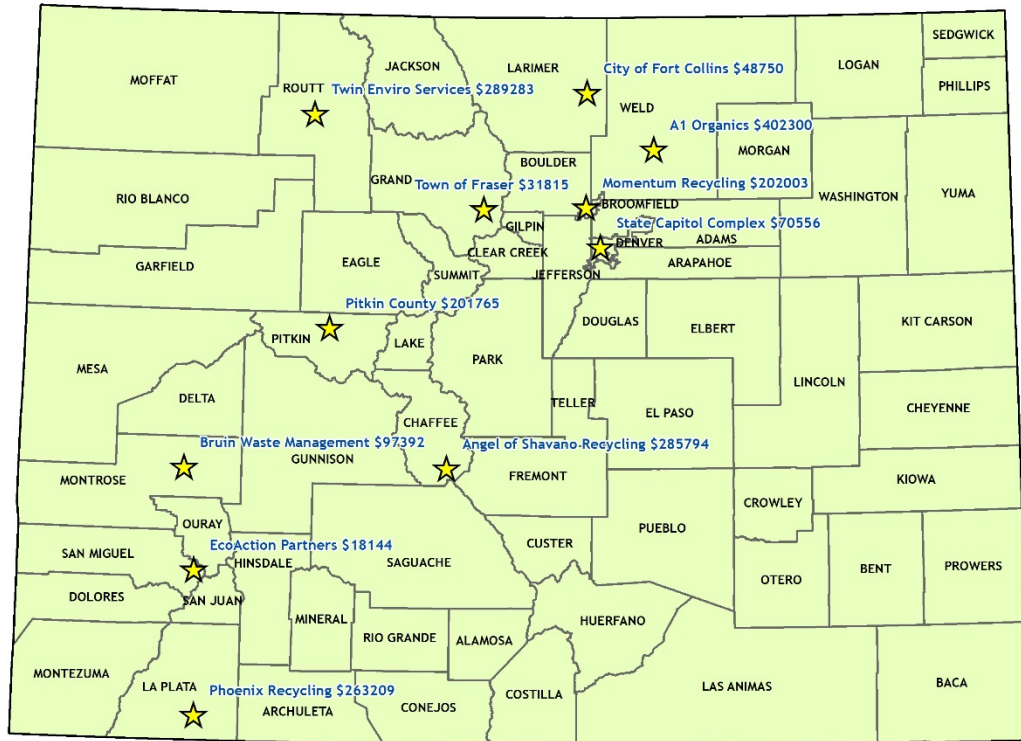 SEDGWICK
JACKSON
LARIMER
LOGAN
MOFFAT
ROUTT
City of Fort Collins $48750
PHILLIPS
Twin Enviro Services $289283
WELD
A1 Organics $402300
MORGAN
BOULDER
GRAND
Town of Fraser $31815
Momentum Recycling $202003
RIO BLANCO
BROOMFIELD
WASHINGTON
YUMA
GILPIN
State Capitol Complex $70556
DENVER
ADAMS
CLEAR CREEK
EAGLE
GARFIELD
SUMMIT
JEFFERSON
ARAPAHOE
Pitkin County $201765
PITKIN
LAKE
DOUGLAS
ELBERT
KIT CARSON
PARK
MESA
LINCOLN
DELTA
TELLER
EL PASO
CHEYENNE
CHAFFEE
Bruin Waste Management $97392
Angel of Shavano Recycling $285794
GUNNISON
MONTROSE
FREMONT
KIOWA
CROWLEY
OURAY
PUEBLO
SAN MIGUEL
EcoAction Partners $18144
HINSDALE
SAGUACHE
CUSTER
OTERO
BENT
PROWERS
DOLORES
SAN JUAN
MINERAL
HUERFANO
RIO GRANDE
ALAMOSA
MONTEZUMA
LA PLATA
Phoenix Recycling $263209
ARCHULETA
CONEJOS
COSTILLA
LAS ANIMAS
BACA